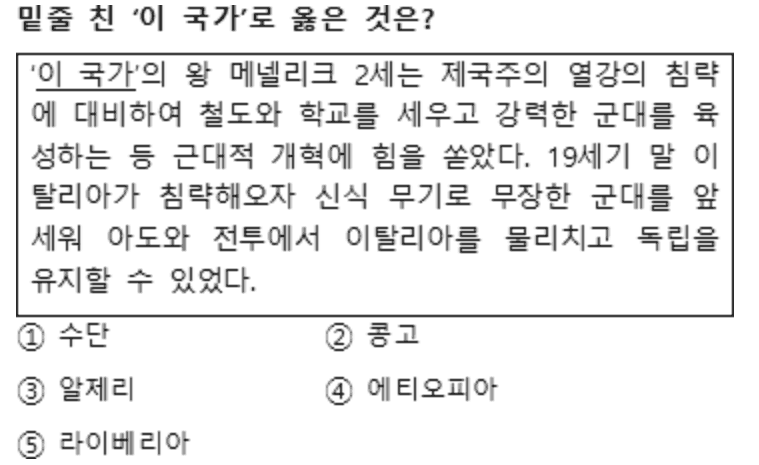 밑줄 친 '이 국가'로 옳은 것은?
'이 국가'의 왕 메넬리크 2세는 제국주의 열강의 침략
에 대비하여 철도와 학교를 세우고 강력한 군대를 육
성하는 등 근대적 개혁에 힘을 쏟았다. 19세기 말 이
탈리아가 침략해오자 신식 무기로 무장한 군대를 앞
세워 아도와 전투에서 이탈리아를 물리치고 독립을
유지할 수 있었다.
① 수단 ② 콩고
③ 알제리 ④ 에티오피아
⑤ 라이베리아